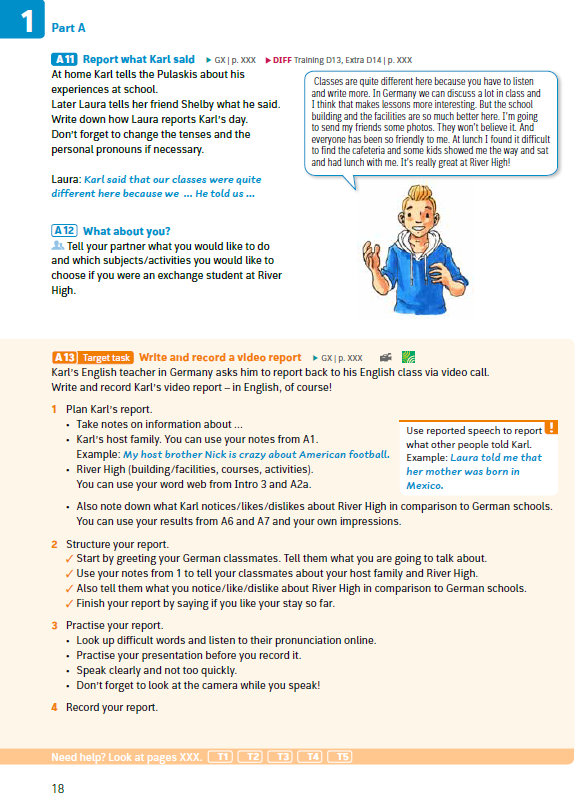 1
Part A
A11 Report what Karl said ▶ GX | p. XXX ▶ DIFF Training D13, Extra D14 | p. XXX
At home Karl tells the Pulaskis about his
experiences at school.
Later Laura tells her friend Shelby what he said.
Write down how Laura reports Karl's day.
Don't forget to change the tenses and the
personal pronouns if necessary.
Laura: Karl said that our classes were quite
different here because we ... He told us ...
Classes are quite different here because you have to listen
and write more. In Germany we can discuss a lot in class and
I think that makes lessons more interesting. But the school
building and the facilities are so much better here. I'm going
to send my friends some photos. They won't believe it. And
everyone has been so friendly to me. At lunch I found it difficult
to find the cafeteria and some kids showed me the way and sat
and had lunch with me. It's really great at River High!
A12 What about you?
Tell your partner what you would like to do
and which subjects/activities you would like to
choose if you were an exchange student at River
High.
A13 Target task Write and record a video report ▶ GX | p. XXX
Karl's English teacher in Germany asks him to report back to his English class via video call.
Write and record Karl's video report – in English, of course!
1 Plan Karl's report.
• Take notes on information about ...
• Karl's host family. You can use your notes from A1.
Example: My host brother Nick is crazy about American football.
• River High (building/facilities, courses, activities).
You can use your word web from Intro 3 and A2a.
Use reported speech to report !
what other people told Karl.
Example: Laura told me that
her mother was born in
Mexico.
• Also note down what Karl notices/likes/dislikes about River High in comparison to German schools.
You can use your results from A6 and A7 and your own impressions.
2 Structure your report.
✓ Start by greeting your German classmates. Tell them what you are going to talk about.
✓ Use your notes from 1 to tell your classmates about your host family and River High.
✓ Also tell them what you notice/like/dislike about River High in comparison to German schools.
✓ Finish your report by saying if you like your stay so far.
3 Practise your report.
• Look up difficult words and listen to their pronunciation online.
• Practise your presentation before you record it.
• Speak clearly and not too quickly.
• Don't forget to look at the camera while you speak!
4 Record your report.
Need help? Look at pages XXX. T1 T2 T3 T4 T5
18